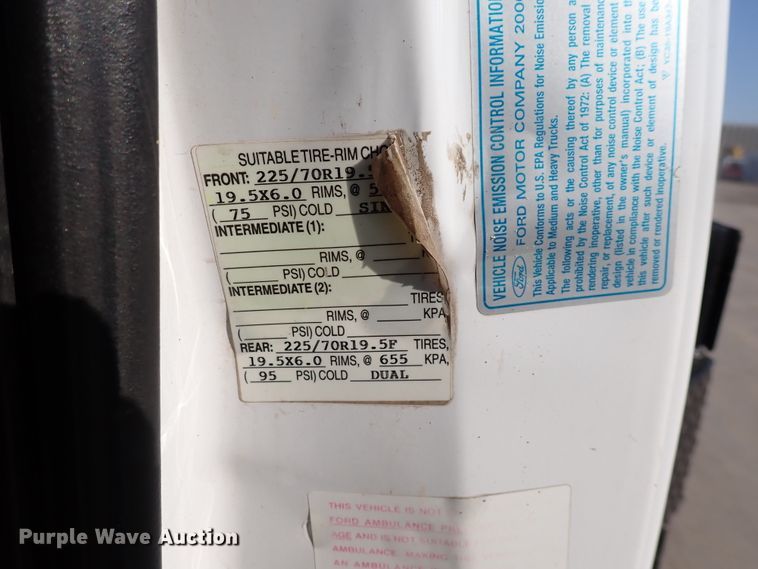 SUITABLE TIRE-RIM
FRONT: 225/70R19.
19.5X6.0 RIMS, @
( 75 PSI) COLD
INTERMEDIATE (1):
RIMS, @
( PSI) COLD
INTERMEDIATE (2):
TIRES
RIMS, @ KPA
( PSI) COLD
REAR: 225/70R19.5F TIRES,
19.5X6.0 RIMS, @ 655 KPA,
( 95 PSI) COLD DUAL
VEHICLE NOISE EMISSION CONTROL INFORMATION
Ford FORD MOTOR COMPANY
This Vehicle Conforms to U.S. EPA Regulations for Noise Emission
Applicable to Medium and Heavy Trucks.
The following acts or the causing thereof by any person a
prohibited by the Noise Control Act of 1972: (A) The removal
rendering inoperative, other than for purposes of maintenance
repair, or replacement, of any noise control device or element
design (listed in the owner's manual) incorporated into th
vehicle in compliance with the Noise Control Act; (B) The use
this vehicle after such device or element of design has be
removed or rendered inoperative.
THIS VEHICLE IS NOT
FORD AMBULANCE
AGE AND IS NOT SUITABLE
AMBULANCE. MAKING
AN AMBULANCE
Purple Wave Auction